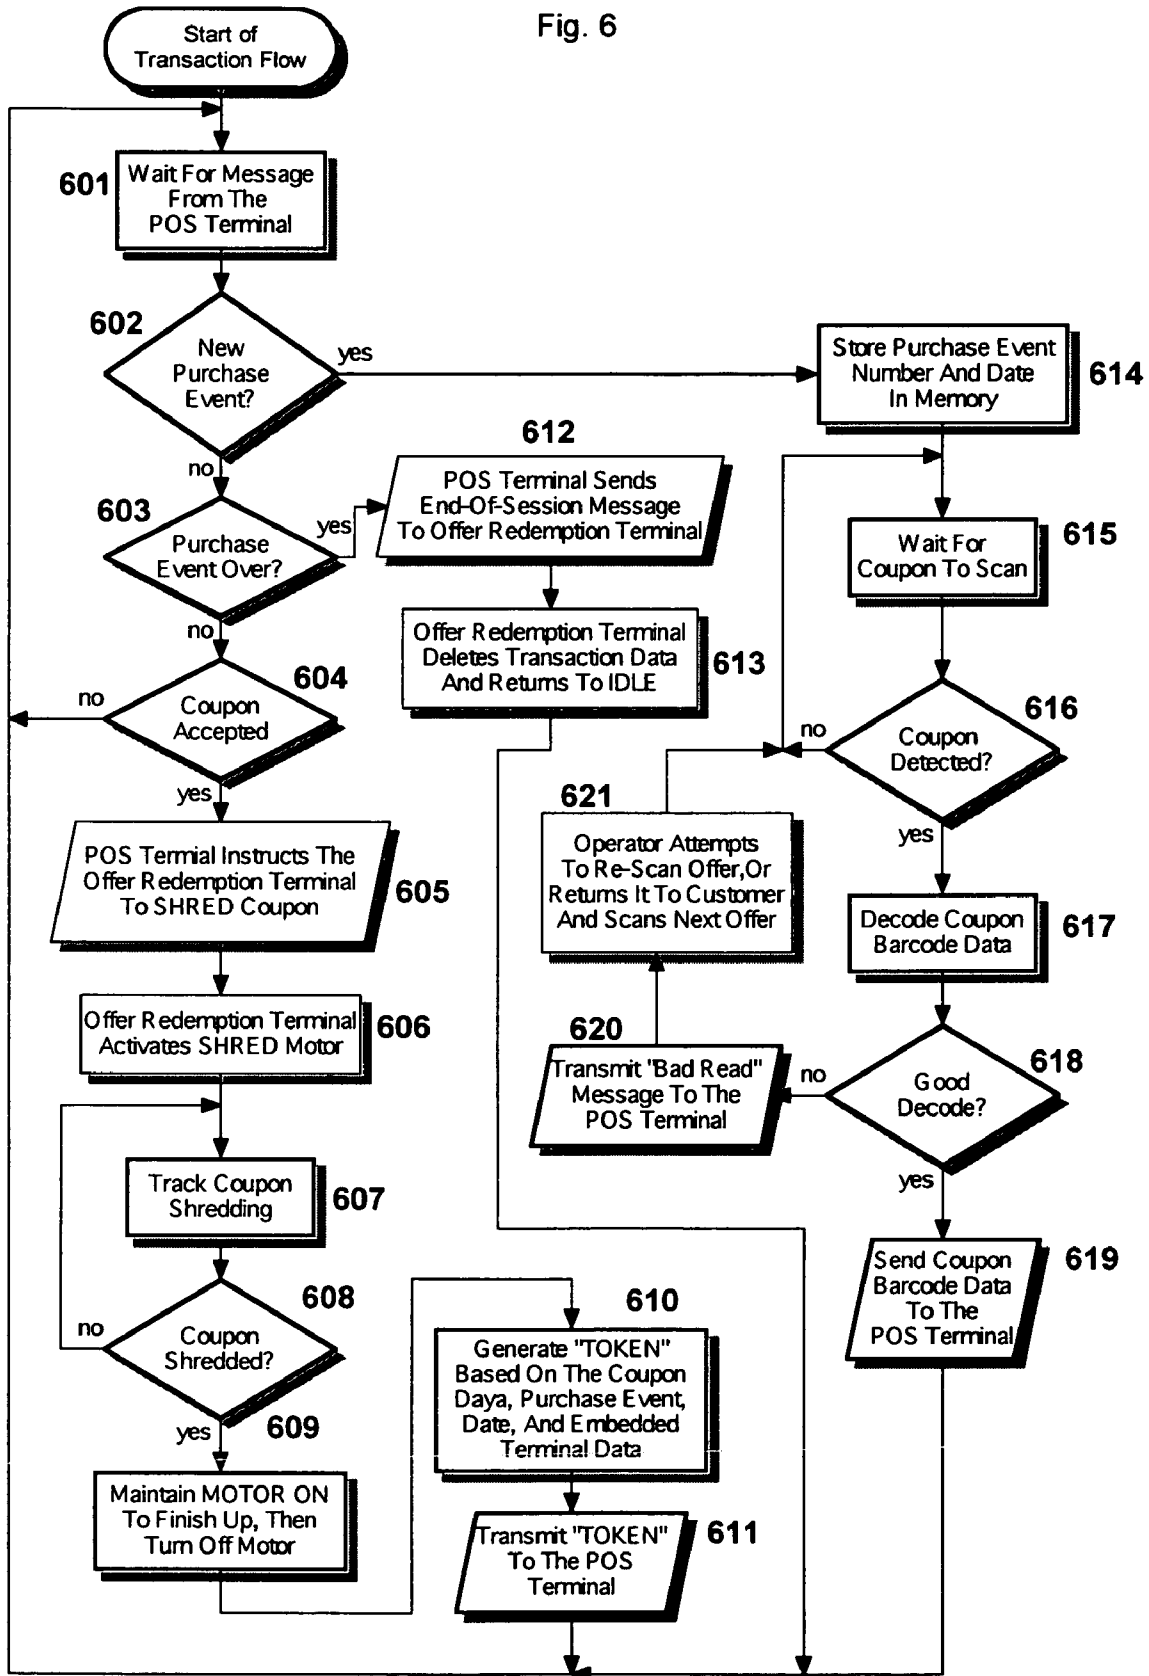 Fig. 6
Start of
Transaction Flow
601
Wait For Message
From The
POS Terminal
602
New
Purchase
Event?
yes
no
603
Purchase
Event Over?
yes
no
604
Coupon
Accepted
no
yes
POS Termial Instructs The
Offer Redemption Terminal
To SHRED Coupon
605
Offer Redemption Terminal
Activates SHRED Motor
606
Track Coupon
Shredding
607
608
Coupon
Shredded?
no
yes
609
Maintain MOTOR ON
To Finish Up, Then
Turn Off Motor
610
Generate "TOKEN"
Based On The Coupon
Daya, Purchase Event,
Date, And Embedded
Terminal Data
Transmit "TOKEN"
To The POS
Terminal
611
612
POS Terminal Sends
End-Of-Session Message
To Offer Redemption Terminal
Offer Redemption Terminal
Deletes Transaction Data
And Returns To IDLE
613
Store Purchase Event
Number And Date
In Memory
614
Wait For
Coupon To Scan
615
616
Coupon
Detected?
no
yes
Decode Coupon
Barcode Data
617
618
Good
Decode?
no
yes
Send Coupon
Barcode Data
To The
POS Terminal
619
620
Transmit "Bad Read"
Message To The
POS Terminal
621
Operator Attempts
To Re-Scan Offer,Or
Returns It To Customer
And Scans Next Offer